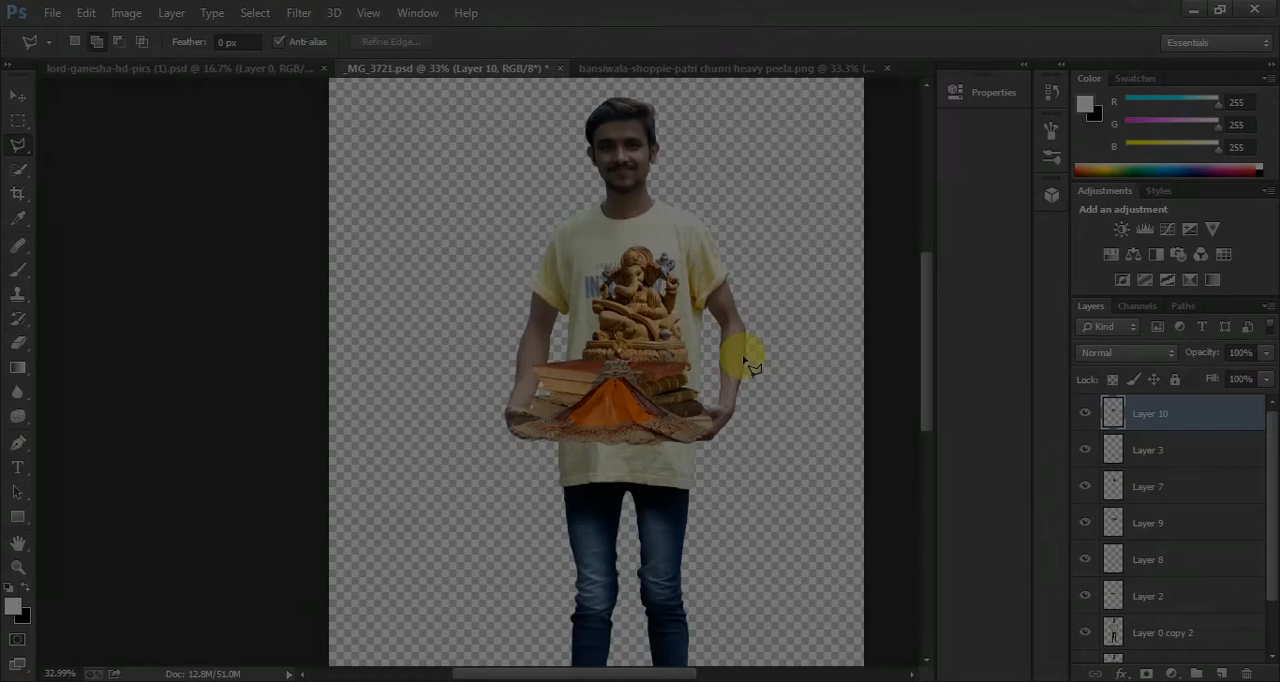 Ps File Edit Image Layer Type Select Filter 3D View Window Help
Feather: 0 px Anti-alias Refine Edge... Essentials
lord-ganesha-hd-pics (1).psd @ 16.7% (Layer 0, RGB/... × _MG_3721.psd @ 33% (Layer 10, RGB/8*) * × bansiwala-shoppie-patri chunri heavy peela.png @ 33.3% (... ×
Properties
Color Swatches
R 255
G 255
B 255
Adjustments Styles
Add an adjustment
Layers Channels Paths
Kind
Normal Opacity: 100%
Lock: Fill: 100%
Layer 10
Layer 3
Layer 7
Layer 9
Layer 8
Layer 2
Layer 0 copy 2
32.99% Doc: 12.8M/51.0M